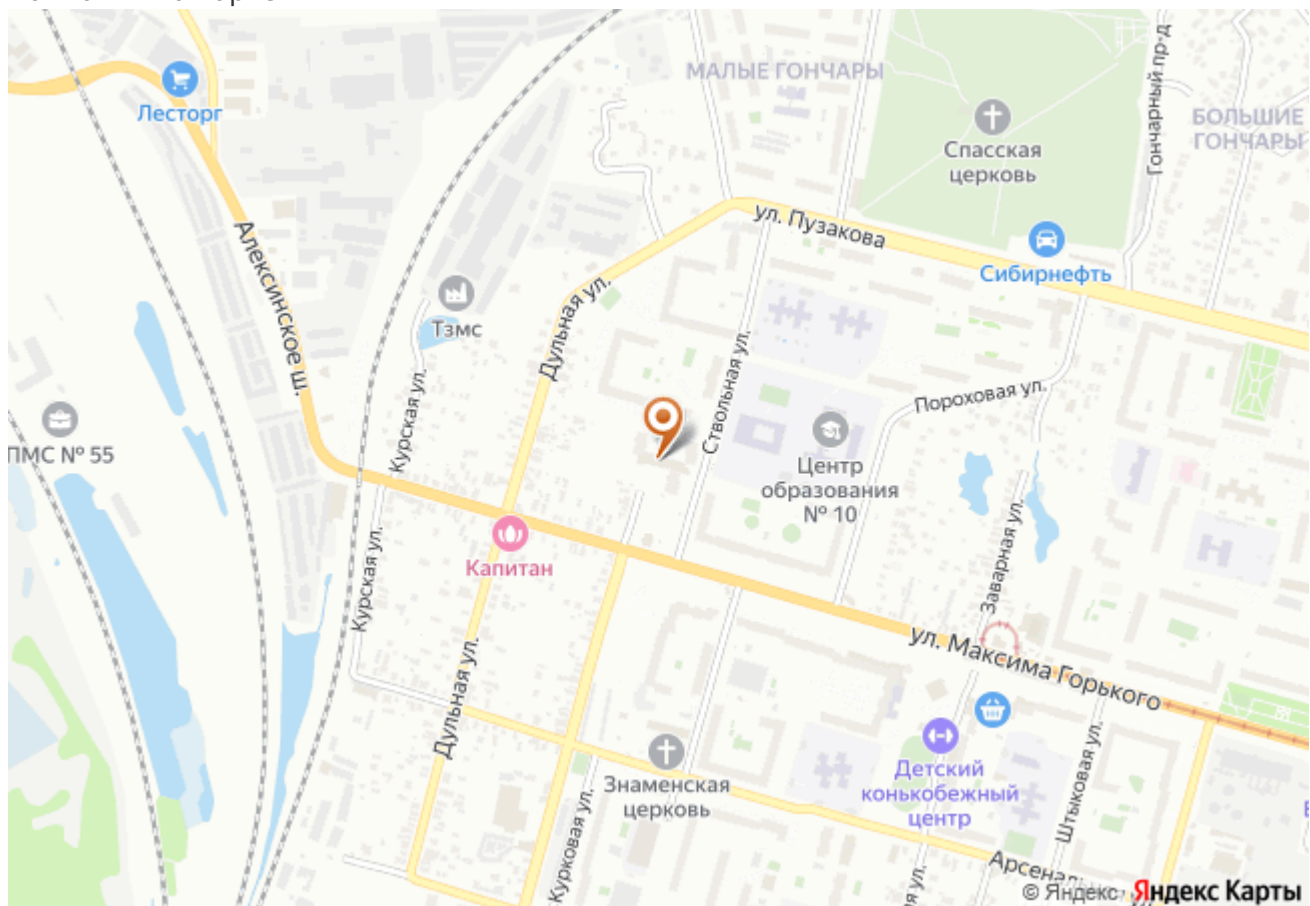 МАЛЫЕ ГОНЧАРЫ
Гончарный пр-д
БОЛЬШИЕ
ГОНЧАРЫ
Лесторг
Спасская
церковь
ул. Пузакова
Сибирнефть
Алексинское ш.
Тзмс
Дульная ул.
Курская ул.
Ствольная ул.
Пороховая ул.
ПМС № 55
Центр
образования
№ 10
Капитан
Курская ул.
Заварная ул.
ул. Максима Горького
Дульная ул.
Знаменская
церковь
Детский
конькобежный
центр
Штыковая ул.
Курковая ул.
ая ул.
© Яндекс
Яндекс Карты